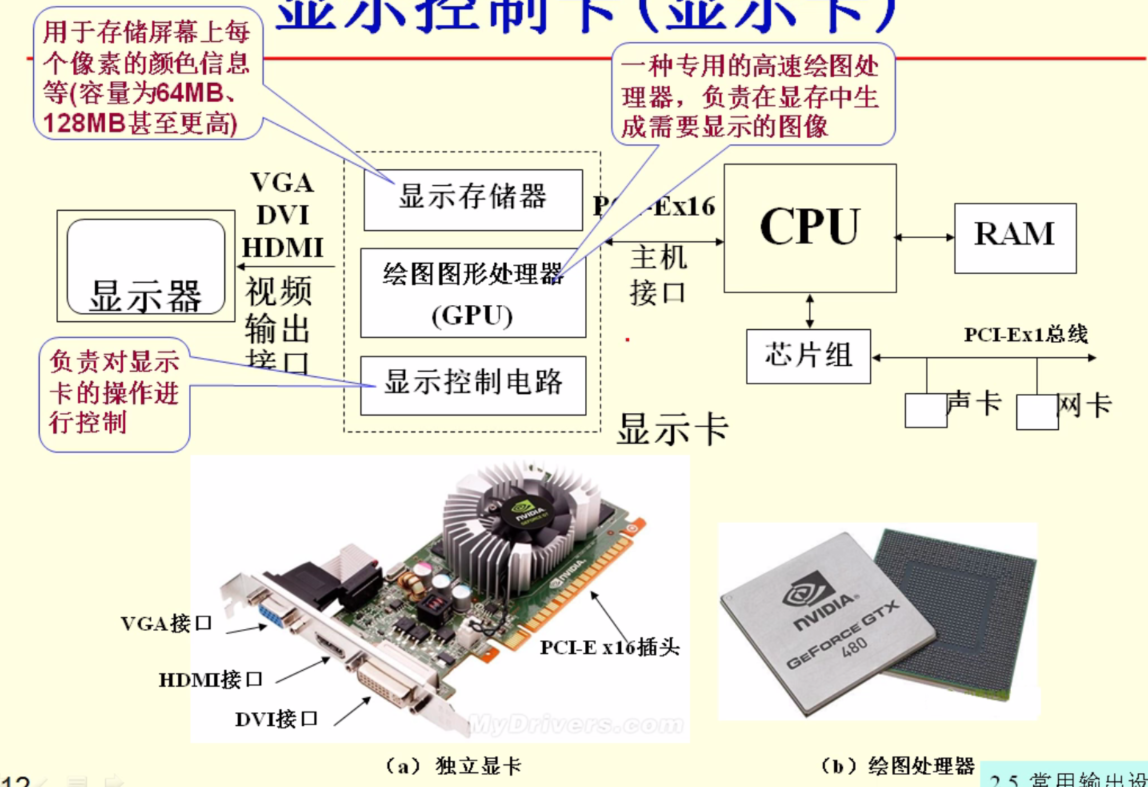 显示控制卡(显示卡)
用于存储屏幕上每
个像素的颜色信息
等(容量为64MB、
128MB甚至更高)
一种专用的高速绘图处
理器，负责在显存中生
成需要显示的图像
VGA
DVI
HDMI
视频
输出
接口
显示器
负责对显示
卡的操作进
行控制
显示存储器
绘图图形处理器
(GPU)
显示控制电路
显示卡
主机
接口
CPU
RAM
芯片组
PCI-Ex1总线
声卡
网卡
VGA接口
HDMI接口
DVI接口
PCI-E x16插头
NVIDIA
NVIDIA
MyDrivers.com
NVIDIA
GEFORCE GTX
480
（a）独立显卡
（b）绘图处理器
12
2.5 常用输出设